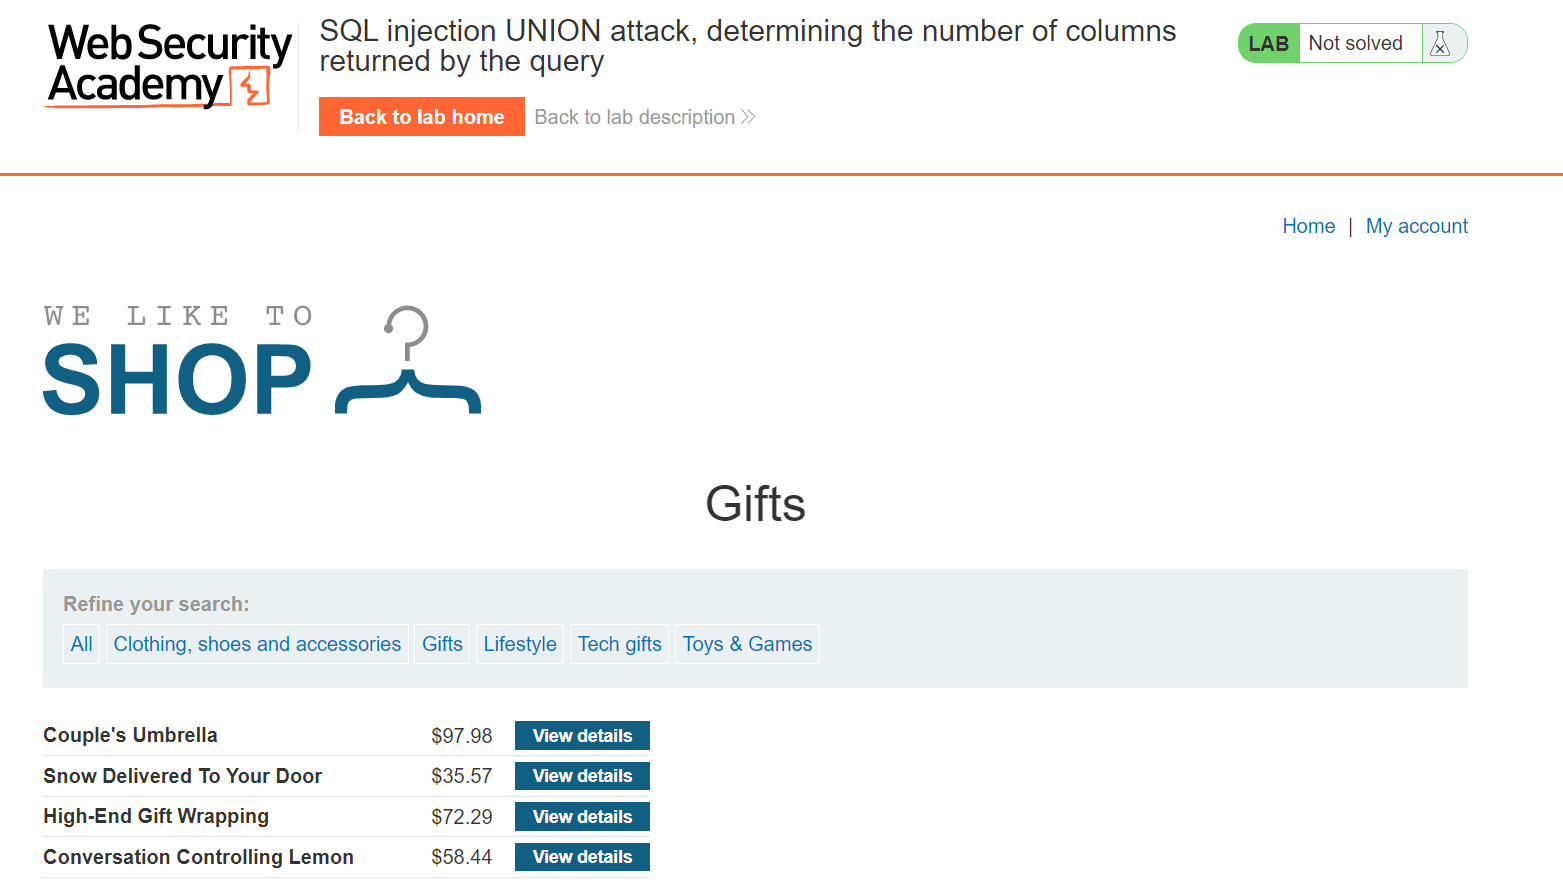 Web Security
Academy
SQL injection UNION attack, determining the number of columns
returned by the query
Back to lab home
Back to lab description
LAB
Not solved
Home | My account
WE LIKE TO
SHOP
Gifts
Refine your search:
All Clothing, shoes and accessories Gifts Lifestyle Tech gifts Toys & Games
Couple's Umbrella $97.98 View details
Snow Delivered To Your Door $35.57 View details
High-End Gift Wrapping $72.29 View details
Conversation Controlling Lemon $58.44 View details